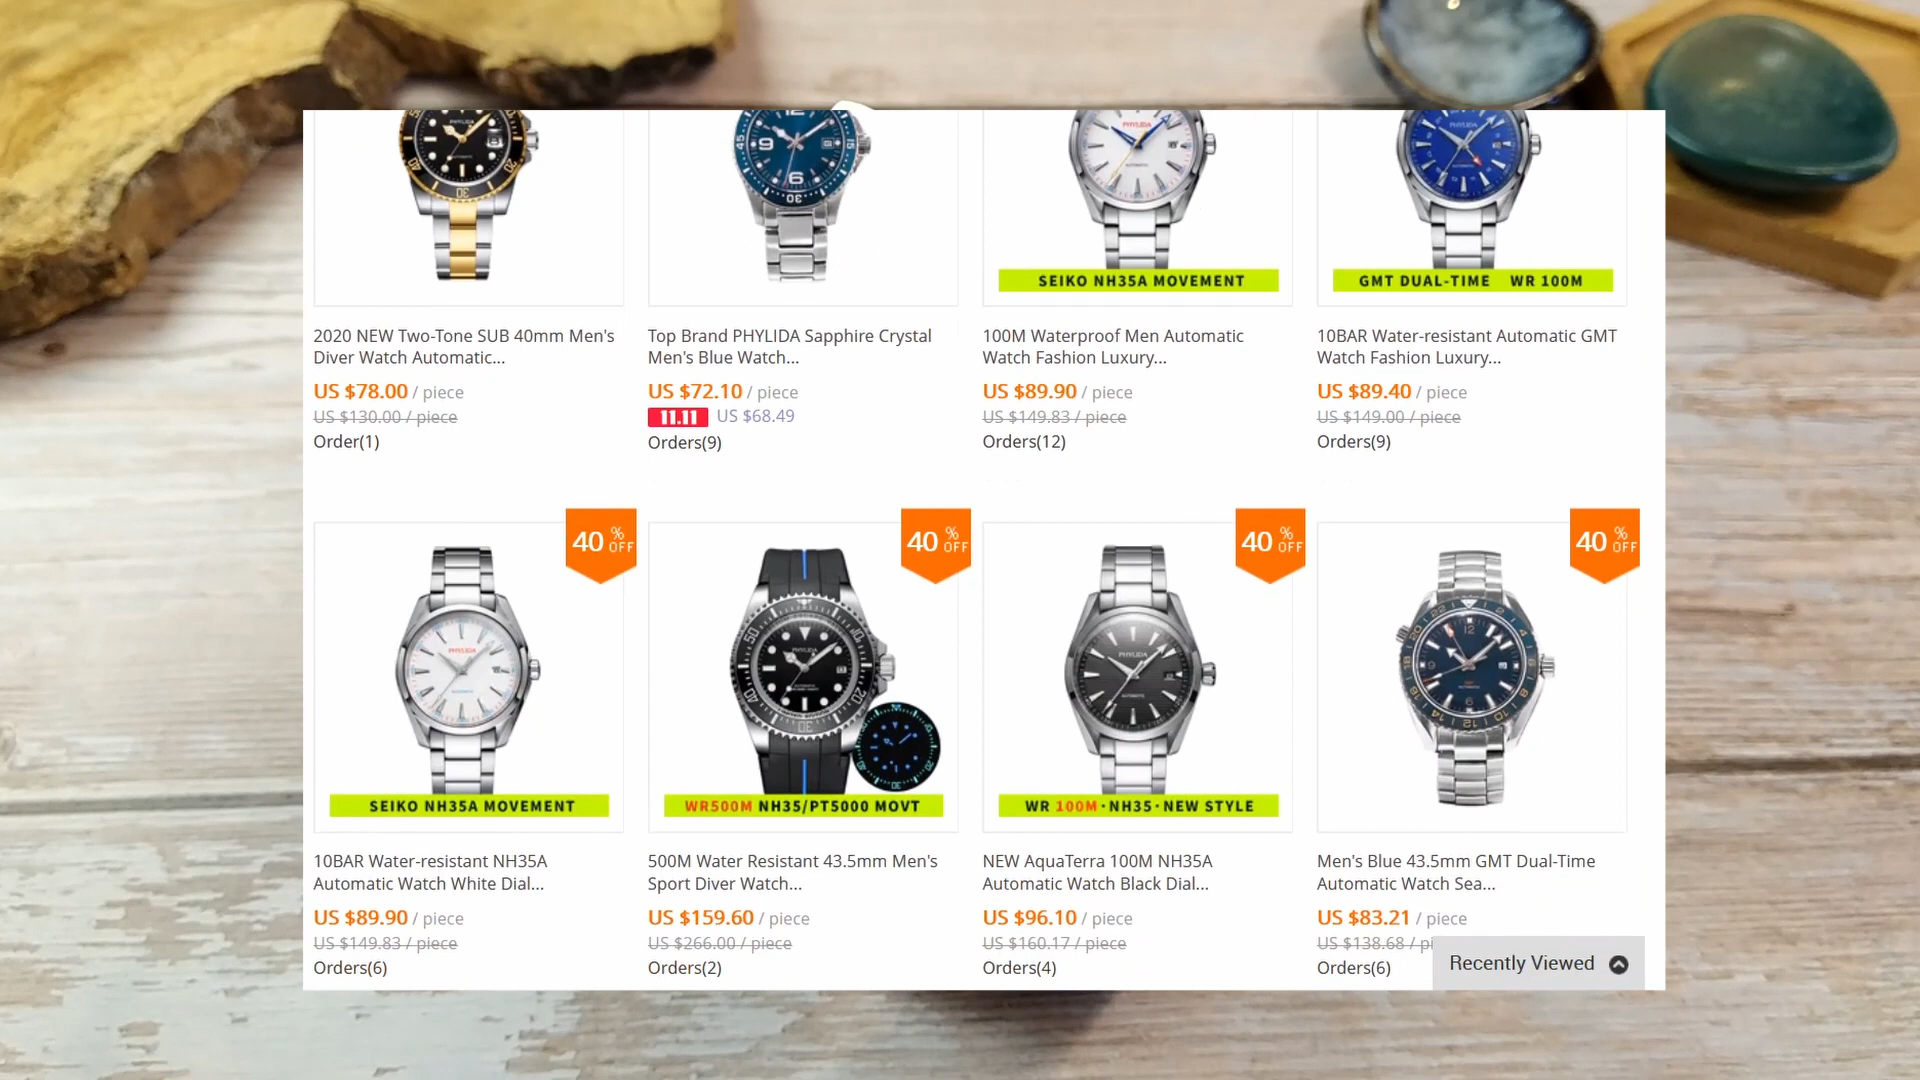 PHYLIDA
PHYLIDA
PHYLIDA
SEIKO NH35A MOVEMENT
GMT DUAL-TIME WR 100M
2020 NEW Two-Tone SUB 40mm Men's
Diver Watch Automatic...
US $78.00 / piece
US $130.00 / piece
Order(1)
Top Brand PHYLIDA Sapphire Crystal
Men's Blue Watch...
US $72.10 / piece
11.11 US $68.49
Orders(9)
100M Waterproof Men Automatic
Watch Fashion Luxury...
US $89.90 / piece
US $149.83 / piece
Orders(12)
10BAR Water-resistant Automatic GMT
Watch Fashion Luxury...
US $89.40 / piece
US $149.00 / piece
Orders(9)
40 % OFF
40 % OFF
40 % OFF
40 % OFF
PHYLIDA
PHYLIDA
PHYLIDA
SEIKO NH35A MOVEMENT
WR500M NH35/PT5000 MOVT
WR 100M·NH35·NEW STYLE
10BAR Water-resistant NH35A
Automatic Watch White Dial...
US $89.90 / piece
US $149.83 / piece
Orders(6)
500M Water Resistant 43.5mm Men's
Sport Diver Watch...
US $159.60 / piece
US $266.00 / piece
Orders(2)
NEW AquaTerra 100M NH35A
Automatic Watch Black Dial...
US $96.10 / piece
US $160.17 / piece
Orders(4)
Men's Blue 43.5mm GMT Dual-Time
Automatic Watch Sea...
US $83.21 / piece
US $138.68 / pi
Orders(6)
Recently Viewed